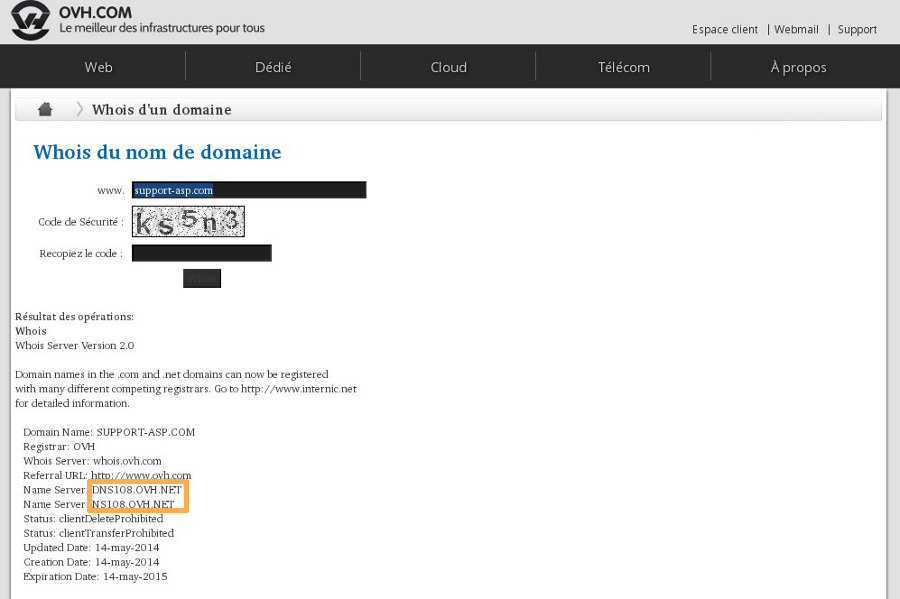 OVH.COM
Le meilleur des infrastructures pour tous
Espace client | Webmail | Support
Web Dédié Cloud Télécom À propos
Whois d'un domaine
Whois du nom de domaine
www. support-asp.com
Code de Sécurité : ks5n3
Recopiez le code :
Résultat des opérations:
Whois
Whois Server Version 2.0
Domain names in the .com and .net domains can now be registered
with many different competing registrars. Go to http://www.internic.net
for detailed information.
Domain Name: SUPPORT-ASP.COM
Registrar: OVH
Whois Server: whois.ovh.com
Referral URL: http://www.ovh.com
Name Server: DNS108.OVH.NET
Name Server: NS108.OVH.NET
Status: clientDeleteProhibited
Status: clientTransferProhibited
Updated Date: 14-may-2014
Creation Date: 14-may-2014
Expiration Date: 14-may-2015